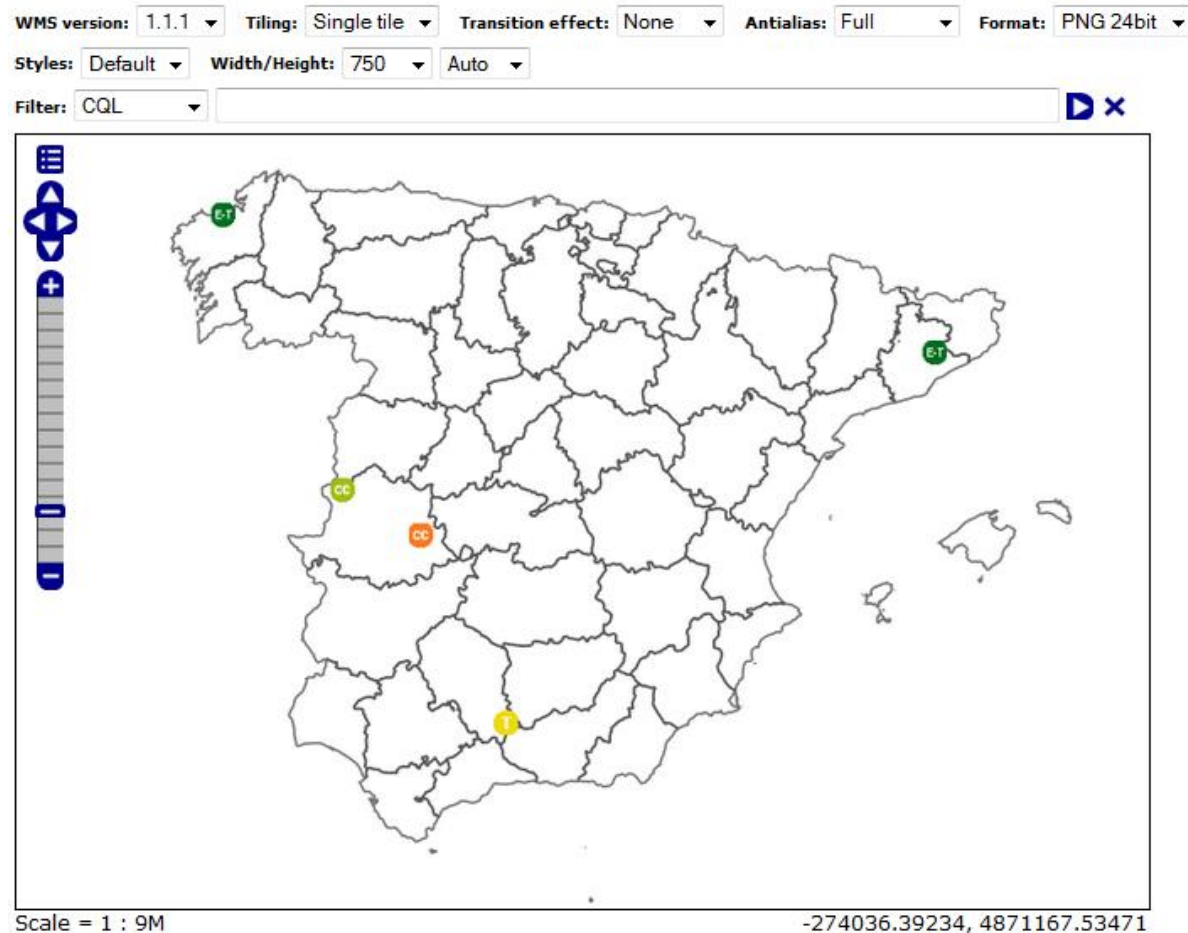 WMS version: 1.1.1 Tiling: Single tile Transition effect: None Antialias: Full Format: PNG 24bit
Styles: Default Width/Height: 750 Auto
Filter: CQL
E-T
E-T
CC
CC
T
Scale = 1 : 9M -274036.39234, 4871167.53471